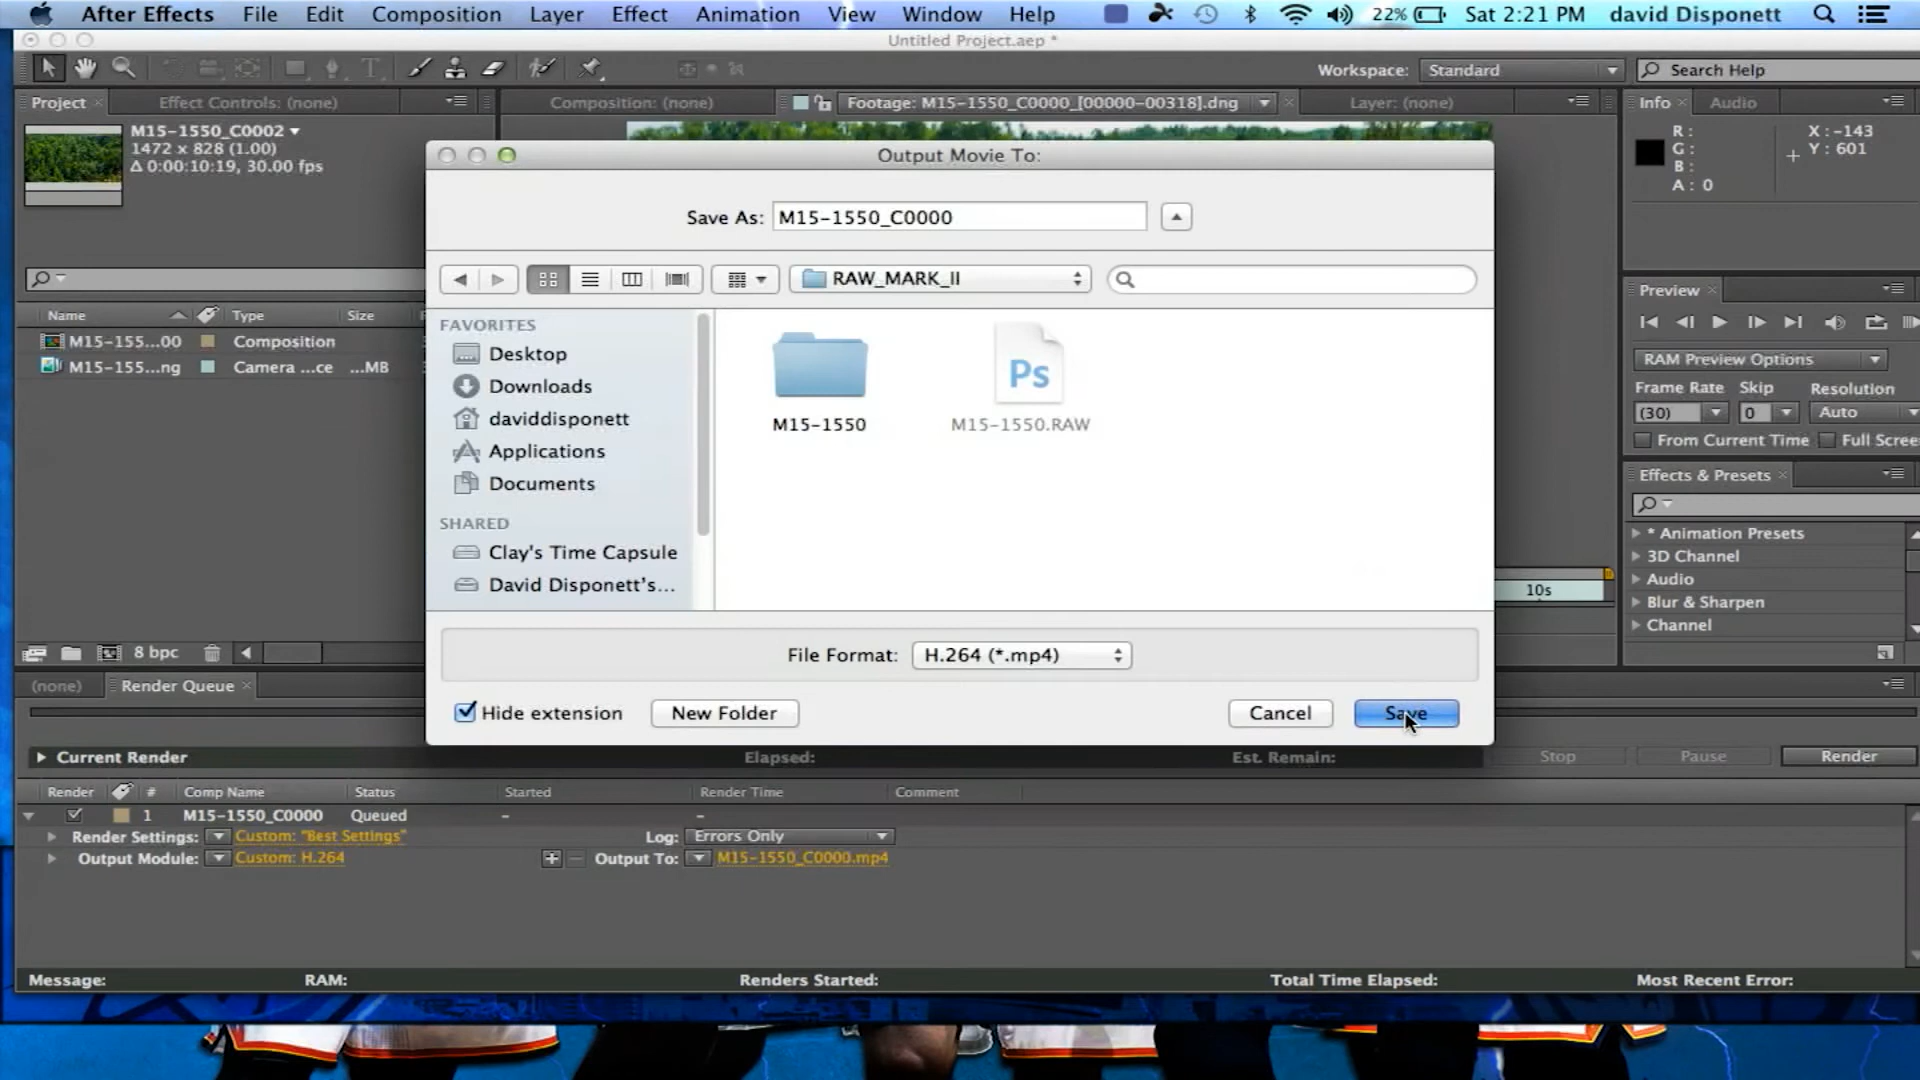 After Effects File Edit Composition Layer Effect Animation View Window Help 22% Sat 2:21 PM david Disponett
Untitled Project.aep *
Workspace: Standard Search Help
Project Effect Controls: (none) Composition: (none) Footage: M15-1550_C0000_[00000-00318].dng Layer: (none) Info Audio
M15-1550_C0002
1472 x 828 (1.00)
Δ 0:00:10:19, 30.00 fps
R:
G:
B:
A: 0
X: -143
Y: 601
Output Movie To:
Save As: M15-1550_C0000
RAW_MARK_II
FAVORITES
Desktop
Downloads
daviddisponett
Applications
Documents
SHARED
Clay's Time Capsule
David Disponett's...
Ps
M15-1550 M15-1550.RAW
File Format: H.264 (*.mp4)
Hide extension New Folder Cancel Save
Name Type Size
M15-155...00 Composition
M15-155...ng Camera ...ce ...MB
8 bpc
Preview
RAM Preview Options
Frame Rate Skip Resolution
(30) 0 Auto
From Current Time Full Scree
Effects & Presets
* Animation Presets
3D Channel
Audio
Blur & Sharpen
Channel
10s
(none) Render Queue
Current Render Elapsed: Est. Remain: Stop Pause Render
Render # Comp Name Status Started Render Time Comment
1 M15-1550_C0000 Queued - -
Render Settings: Custom: "Best Settings" Log: Errors Only
Output Module: Custom: H.264 Output To: M15-1550_C0000.mp4
Message: RAM: Renders Started: Total Time Elapsed: Most Recent Error: